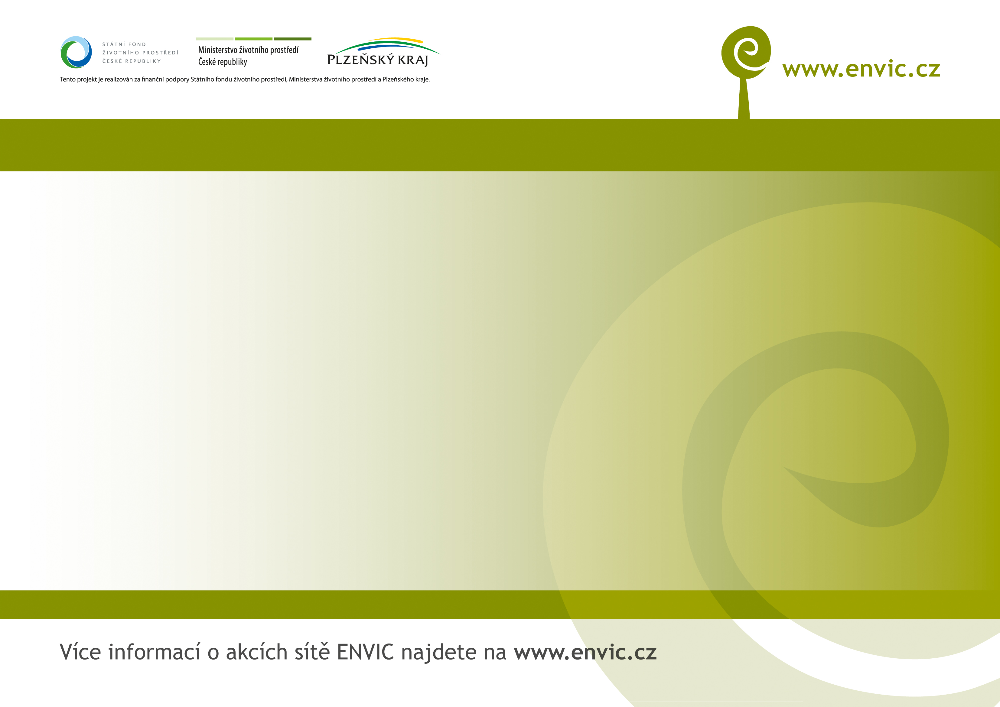 STÁTNÍ FOND
ŽIVOTNÍHO PROSTŘEDÍ
ČESKÉ REPUBLIKY
Ministerstvo životního prostředí
České republiky
PLZEŇSKÝ KRAJ
Tento projekt je realizován za finanční podpory Státního fondu životního prostředí, Ministerstva životního prostředí a Plzeňského kraje.
www.envic.cz
Více informací o akcích sítě ENVIC najdete na www.envic.cz